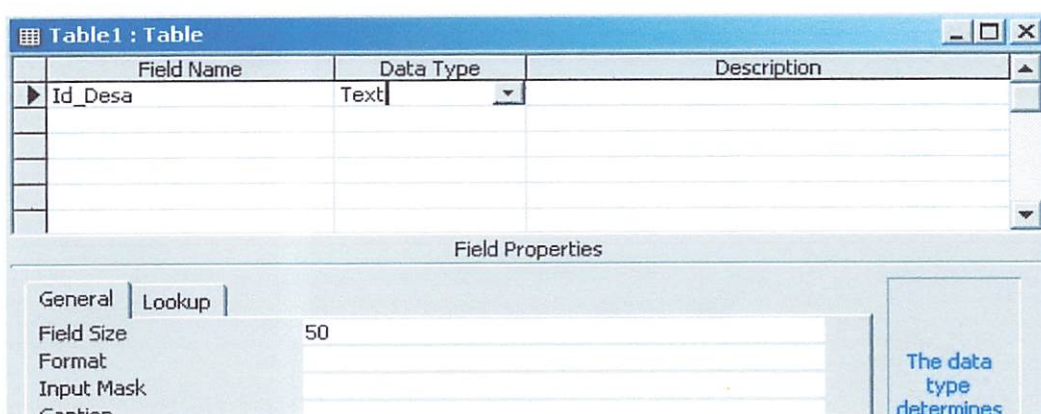 Table1 : Table
Field Name Data Type Description
Id_Desa Text
Field Properties
General Lookup
Field Size 50
Format
Input Mask
Caption
The data
type
determines